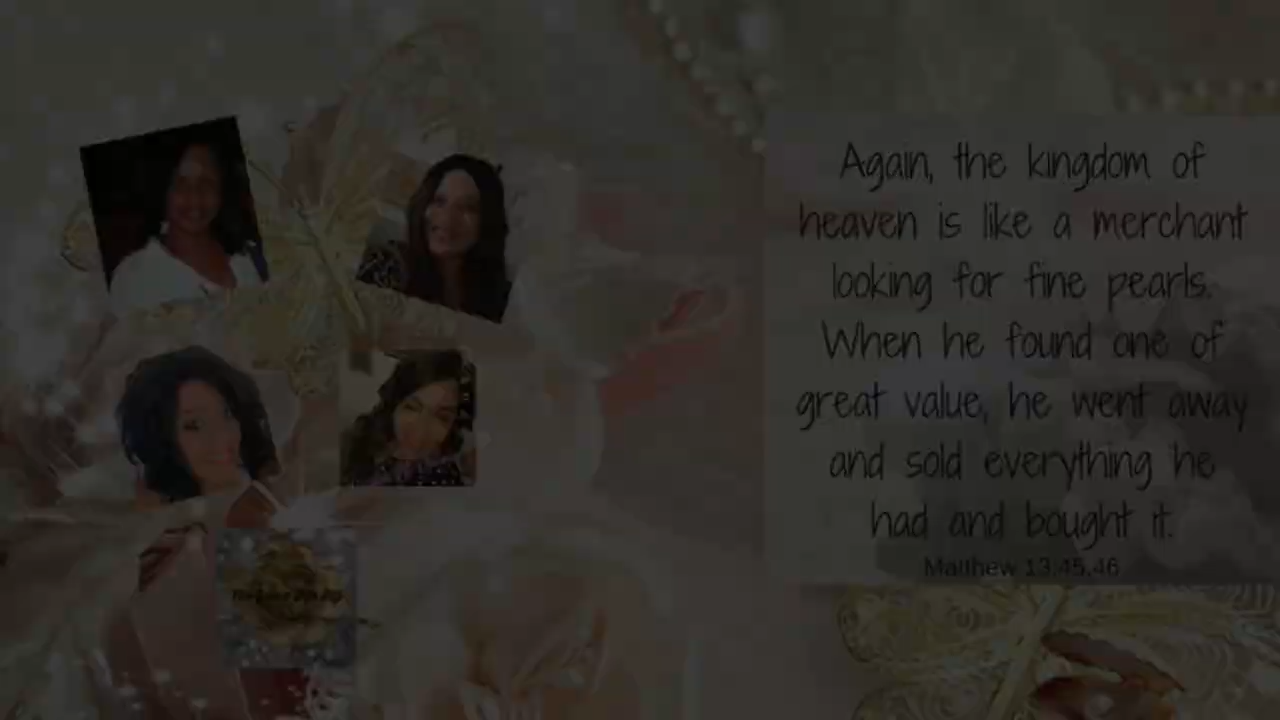 Again, the kingdom of
heaven is like a merchant
looking for fine pearls.
When he found one of
great value, he went away
and sold everything he
had and bought it.
Matthew 13:45,46